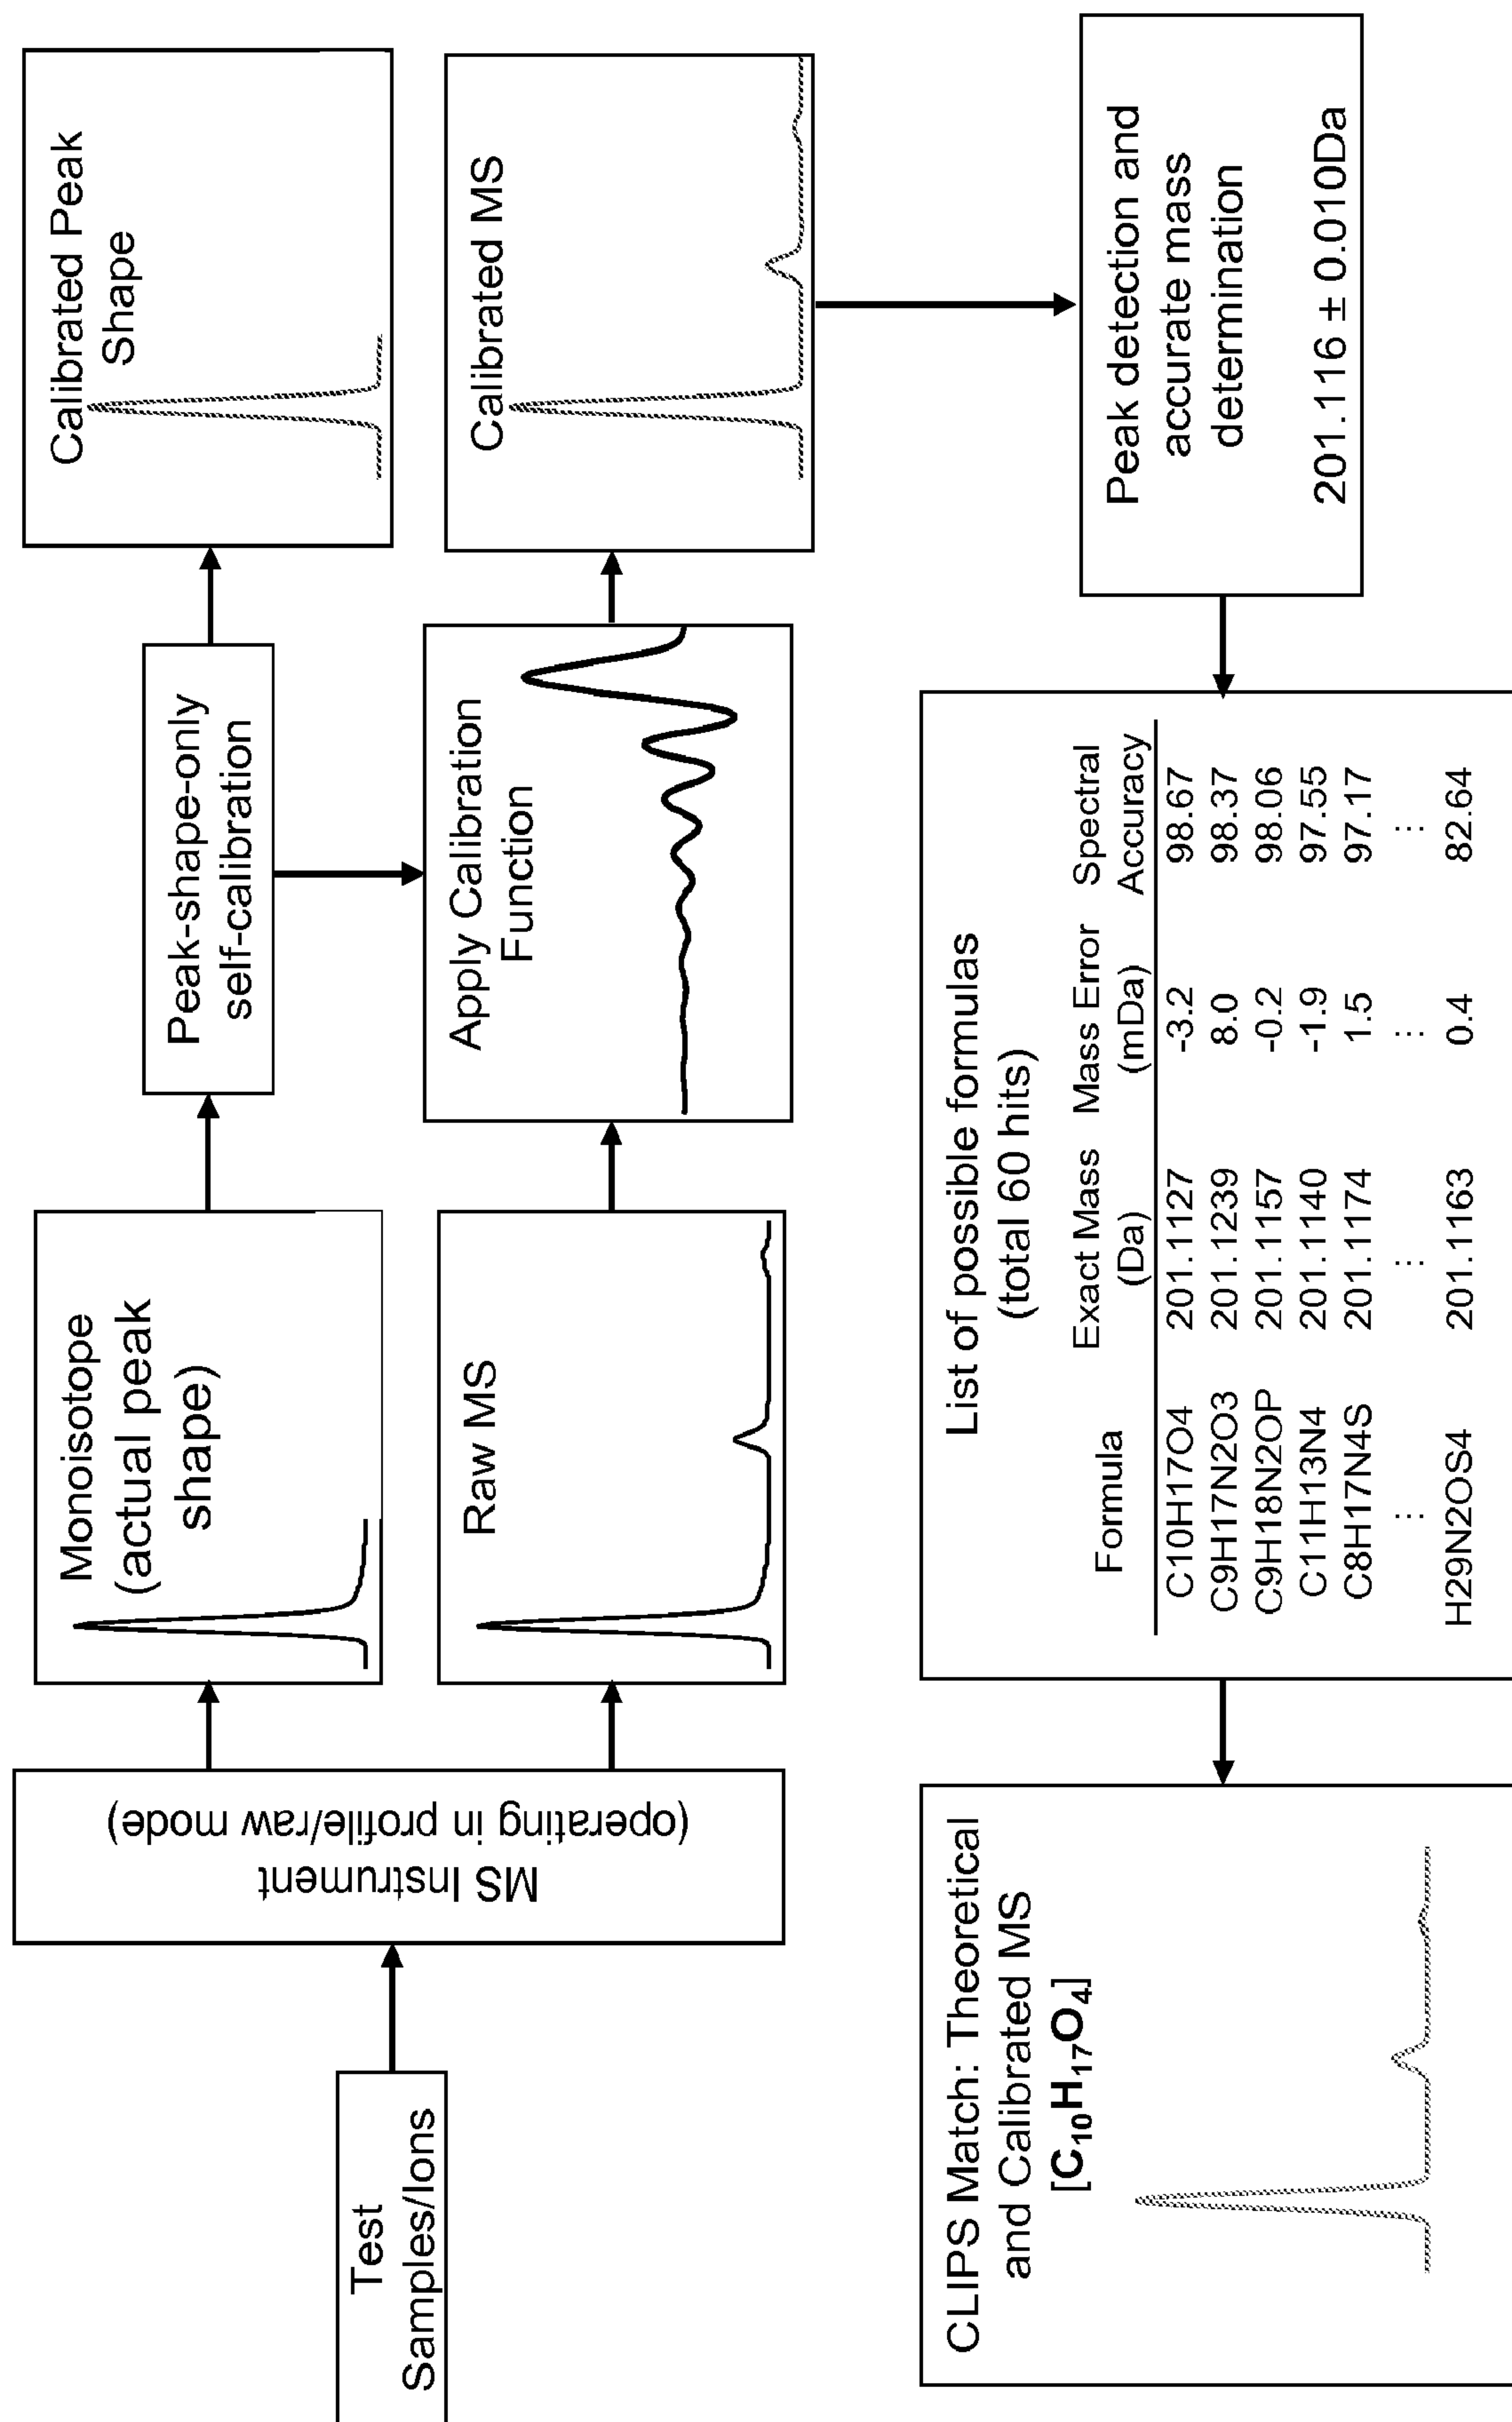 Test
Samples/Ions
MS Instrument
(operating in profile/raw mode)
Monoisotope
(actual peak
shape)
Peak-shape-only
self-calibration
Calibrated Peak
Shape
Raw MS
Apply Calibration
Function
Calibrated MS
Peak detection and
accurate mass
determination
201.116 ± 0.010Da
List of possible formulas
(total 60 hits)
Formula Exact Mass Mass Error Spectral
(Da) (mDa) Accuracy
C10H17O4 201.1127 -3.2 98.67
C9H17N2O3 201.1239 8.0 98.37
C9H18N2OP 201.1157 -0.2 98.06
C11H13N4 201.1140 -1.9 97.55
C8H17N4S 201.1174 1.5 97.17
⋮ ⋮ ⋮ ⋮
H29N2OS4 201.1163 0.4 82.64
CLIPS Match: Theoretical
and Calibrated MS
[C₁₀H₁₇O₄]